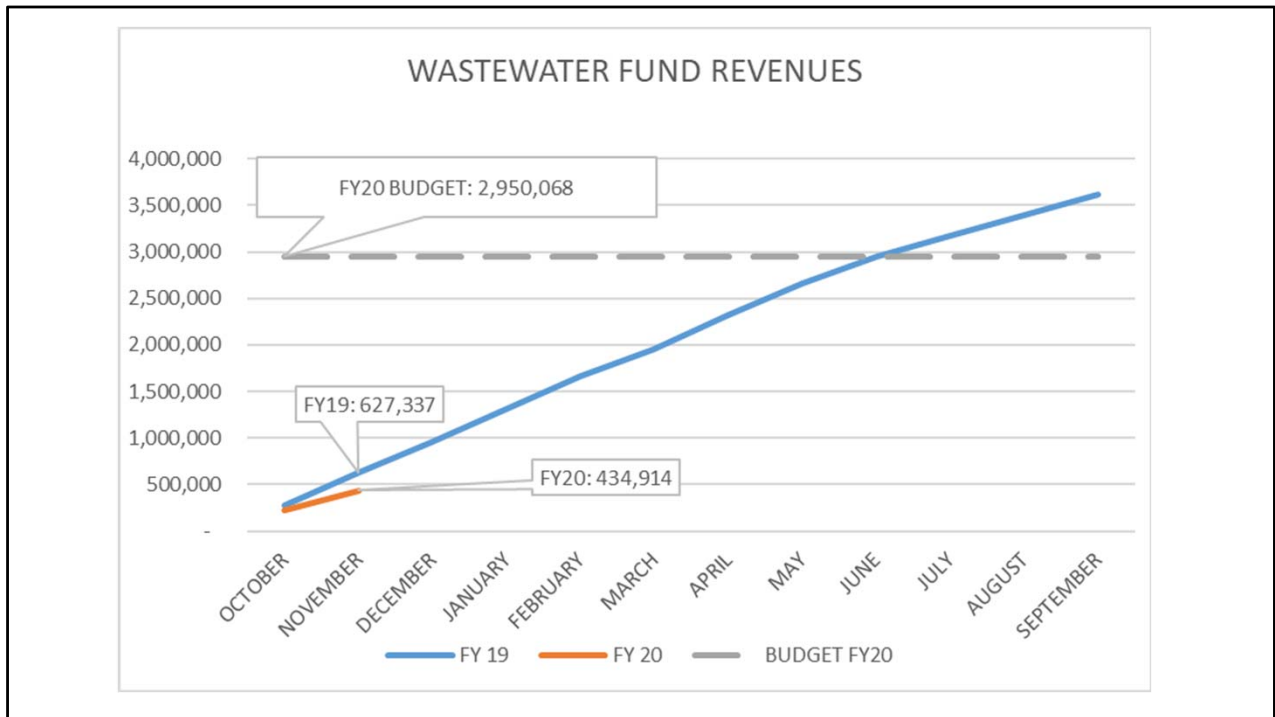 WASTEWATER FUND REVENUES
4,000,000
3,500,000
3,000,000
2,500,000
2,000,000
1,500,000
1,000,000
500,000
-
FY20 BUDGET: 2,950,068
FY19: 627,337
FY20: 434,914
OCTOBER
NOVEMBER
DECEMBER
JANUARY
FEBRUARY
MARCH
APRIL
MAY
JUNE
JULY
AUGUST
SEPTEMBER
FY 19
FY 20
BUDGET FY20